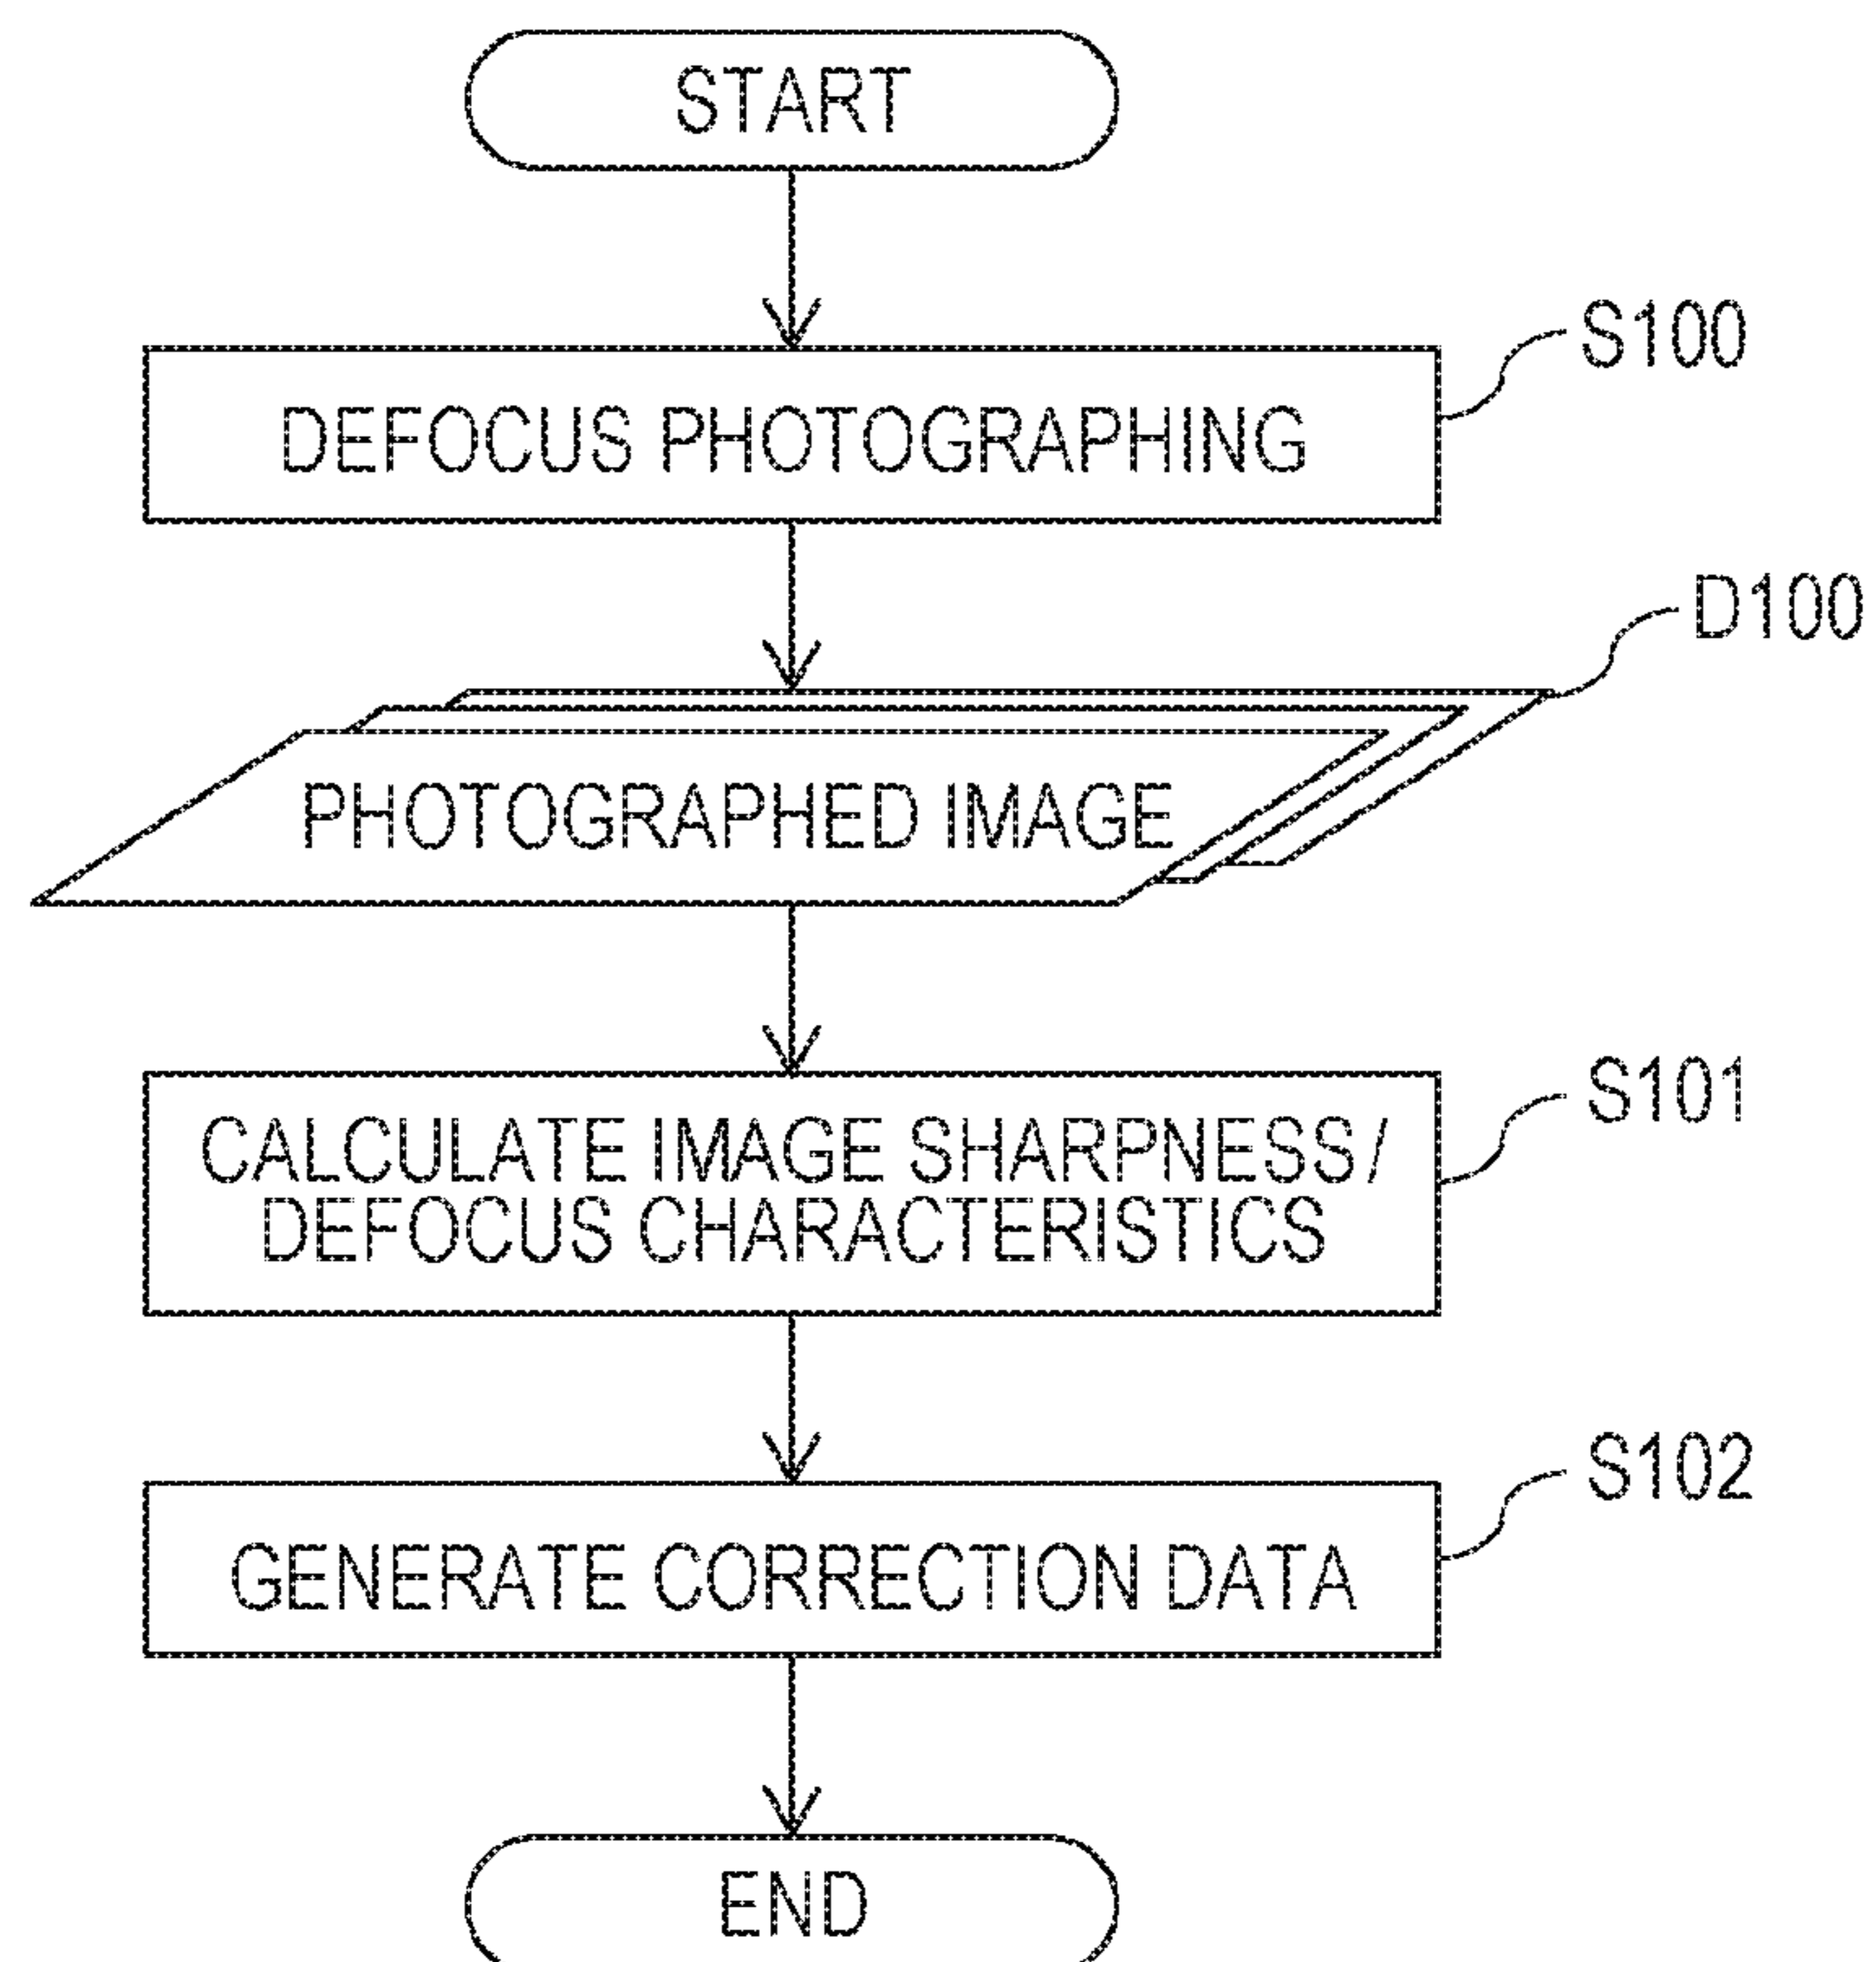 START
S100
DEFOCUS PHOTOGRAPHING
D100
PHOTOGRAPHED IMAGE
S101
CALCULATE IMAGE SHARPNESS/
DEFOCUS CHARACTERISTICS
S102
GENERATE CORRECTION DATA
END